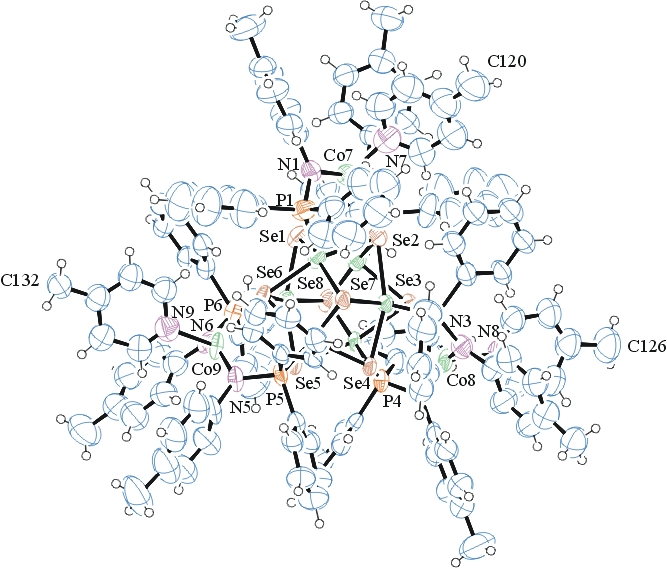 C120
Co7
N1
N7
P1
Se1
Se2
Se6
Se8
Se7
Se3
C132
N9
P6
N6
N3
N8
C126
Co9
Co8
N5
P5
Se5
Se4
P4